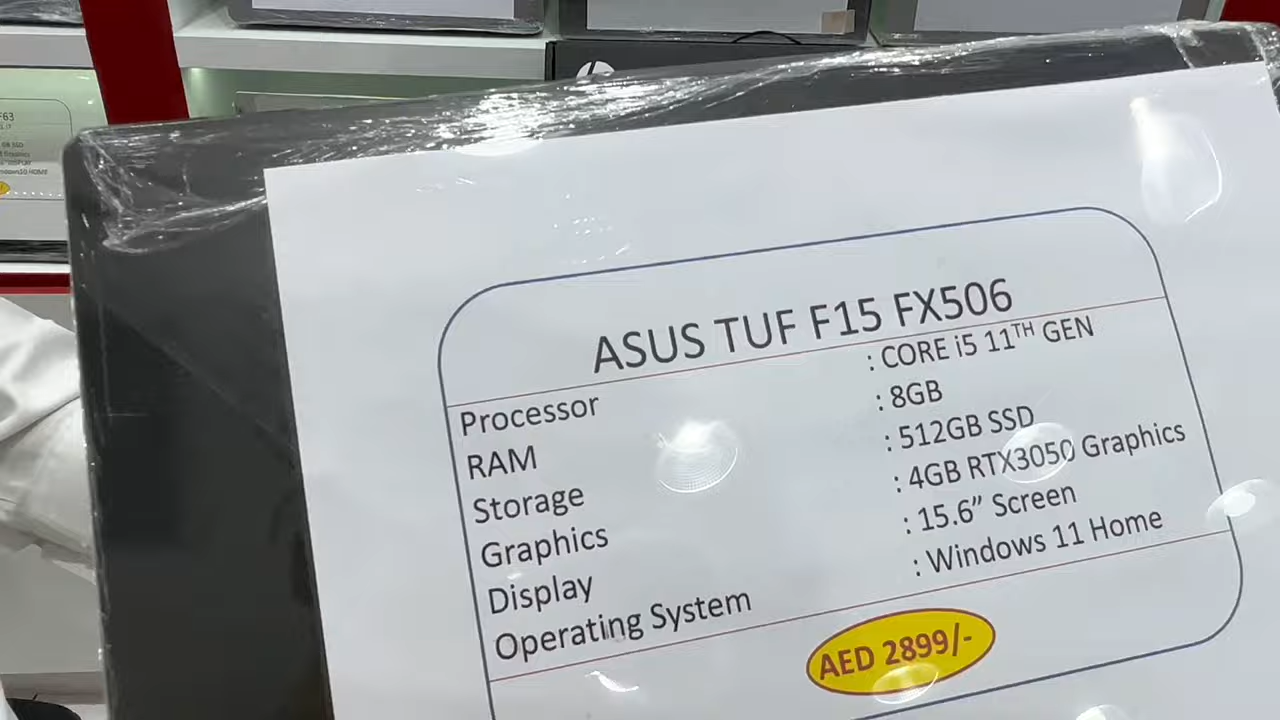 F63
ASUS TUF F15 FX506
Processor : CORE i5 11TH GEN
RAM : 8GB
Storage : 512GB SSD
Graphics : 4GB RTX3050 Graphics
Display : 15.6” Screen
Operating System : Windows 11 Home
AED 2899/-